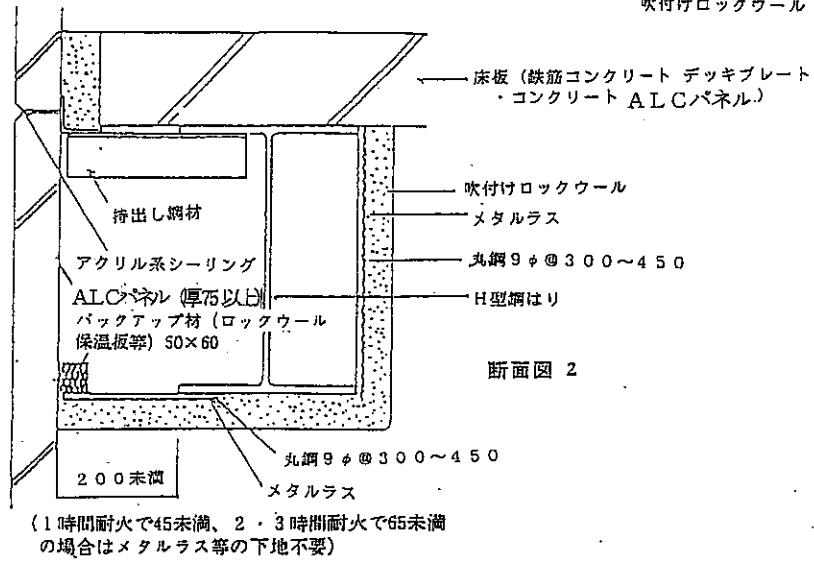 吹付けロックウール
床板（鉄筋コンクリート デッキプレート
・コンクリート ALCパネル）
持出し鋼材
吹付けロックウール
メタルラス
アクリル系シーリング
丸鋼9φ@300～450
ALCパネル（厚75以上）
H型鋼はり
バックアップ材（ロックウール
保温板等）50×60
断面図 2
丸鋼9φ@300～450
200未満
メタルラス
（1時間耐火で45未満、2・3時間耐火で65未満
の場合はメタルラス等の下地不要）